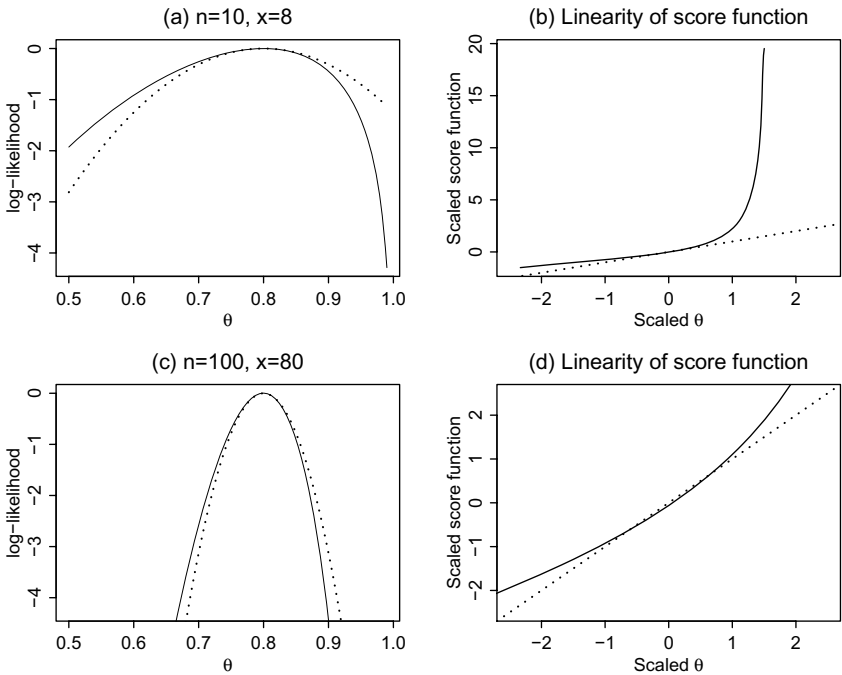 (a) n=10, x=8
log−likelihood
0
−1
−2
−3
−4
0.5 0.6 0.7 0.8 0.9 1.0
θ
(b) Linearity of score function
Scaled score function
20
15
10
5
0
−2 −1 0 1 2
Scaled θ
(c) n=100, x=80
log−likelihood
0
−1
−2
−3
−4
0.5 0.6 0.7 0.8 0.9 1.0
θ
(d) Linearity of score function
Scaled score function
2
1
0
−1
−2
−2 −1 0 1 2
Scaled θ